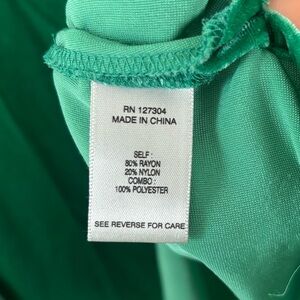 RN 127304
MADE IN CHINA
SELF :
80% RAYON
20% NYLON
COMBO :
100% POLYESTER
SEE REVERSE FOR CARE